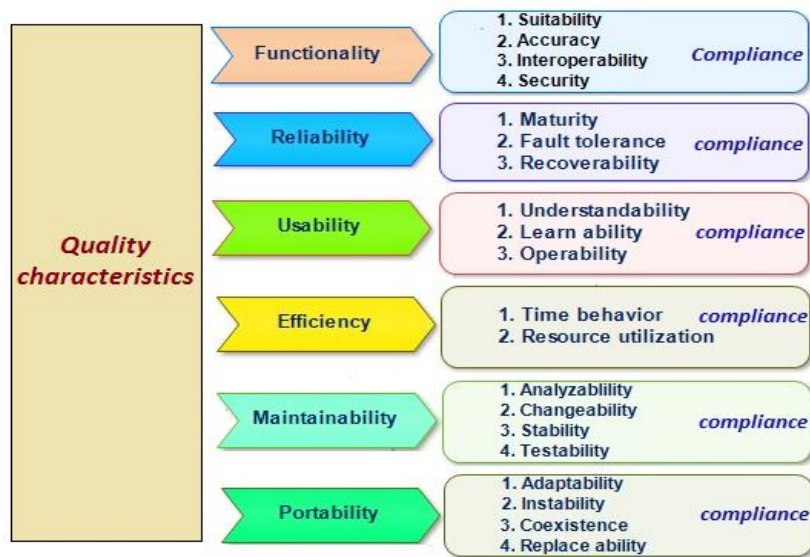 Quality
characteristics
Functionality
1. Suitability
2. Accuracy
3. Interoperability
4. Security
Compliance
Reliability
1. Maturity
2. Fault tolerance
3. Recoverability
compliance
Usability
1. Understandability
2. Learn ability
3. Operability
compliance
Efficiency
1. Time behavior
2. Resource utilization
compliance
Maintainability
1. Analyzablility
2. Changeability
3. Stability
4. Testability
compliance
Portability
1. Adaptability
2. Instability
3. Coexistence
4. Replace ability
compliance